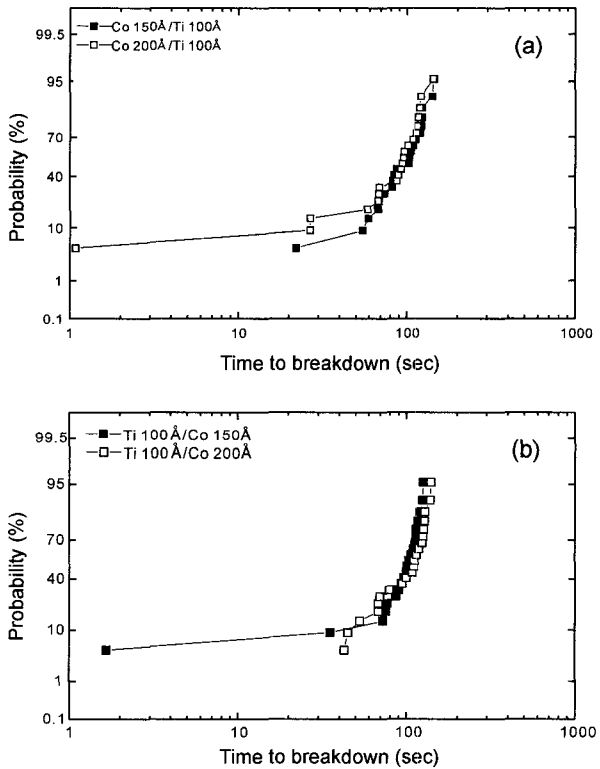 Co 150Å/Ti 100Å
Co 200Å/Ti 100Å
(a)
Probability (%)
99.5
95
70
40
10
1
0.1
1
10
100
1000
Time to breakdown (sec)
Ti 100Å/Co 150Å
Ti 100Å/Co 200Å
(b)
Probability (%)
99.5
95
70
40
10
1
0.1
1
10
100
1000
Time to breakdown (sec)